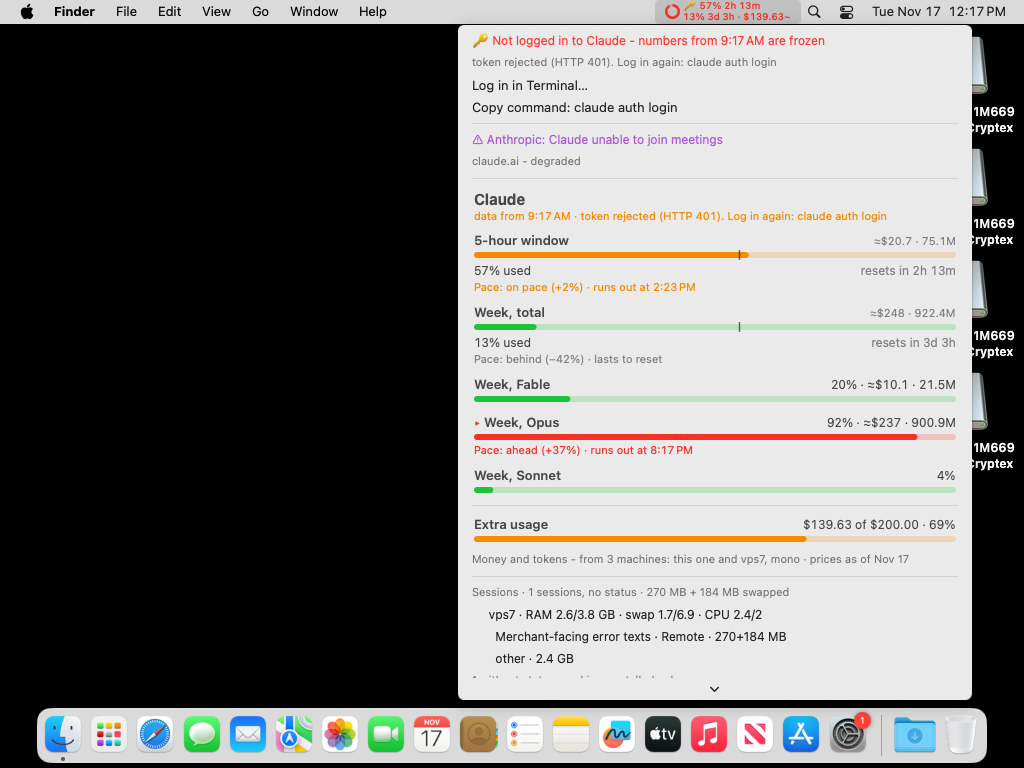 Finder File Edit View Go Window Help
57% 2h 13m
13% 3d 3h · $139.63~
Tue Nov 17 12:17 PM
Not logged in to Claude - numbers from 9:17 AM are frozen
token rejected (HTTP 401). Log in again: claude auth login
Log in in Terminal...
Copy command: claude auth login
Anthropic: Claude unable to join meetings
claude.ai - degraded
Claude
data from 9:17 AM · token rejected (HTTP 401). Log in again: claude auth login
5-hour window ≈$20.7 · 75.1M
57% used resets in 2h 13m
Pace: on pace (+2%) · runs out at 2:23 PM
Week, total ≈$248 · 922.4M
13% used resets in 3d 3h
Pace: behind (−42%) · lasts to reset
Week, Fable 20% · ≈$10.1 · 21.5M
Week, Opus 92% · ≈$237 · 900.9M
Pace: ahead (+37%) · runs out at 8:17 PM
Week, Sonnet 4%
Extra usage $139.63 of $200.00 · 69%
Money and tokens - from 3 machines: this one and vps7, mono · prices as of Nov 17
Sessions · 1 sessions, no status · 270 MB + 184 MB swapped
vps7 · RAM 2.6/3.8 GB · swap 1.7/6.9 · CPU 2.4/2
Merchant-facing error texts · Remote · 270+184 MB
other · 2.4 GB
1M669
Cryptex
1M669
Cryptex
1M669
Cryptex
1M669
Cryptex
NOV
17
tv
1